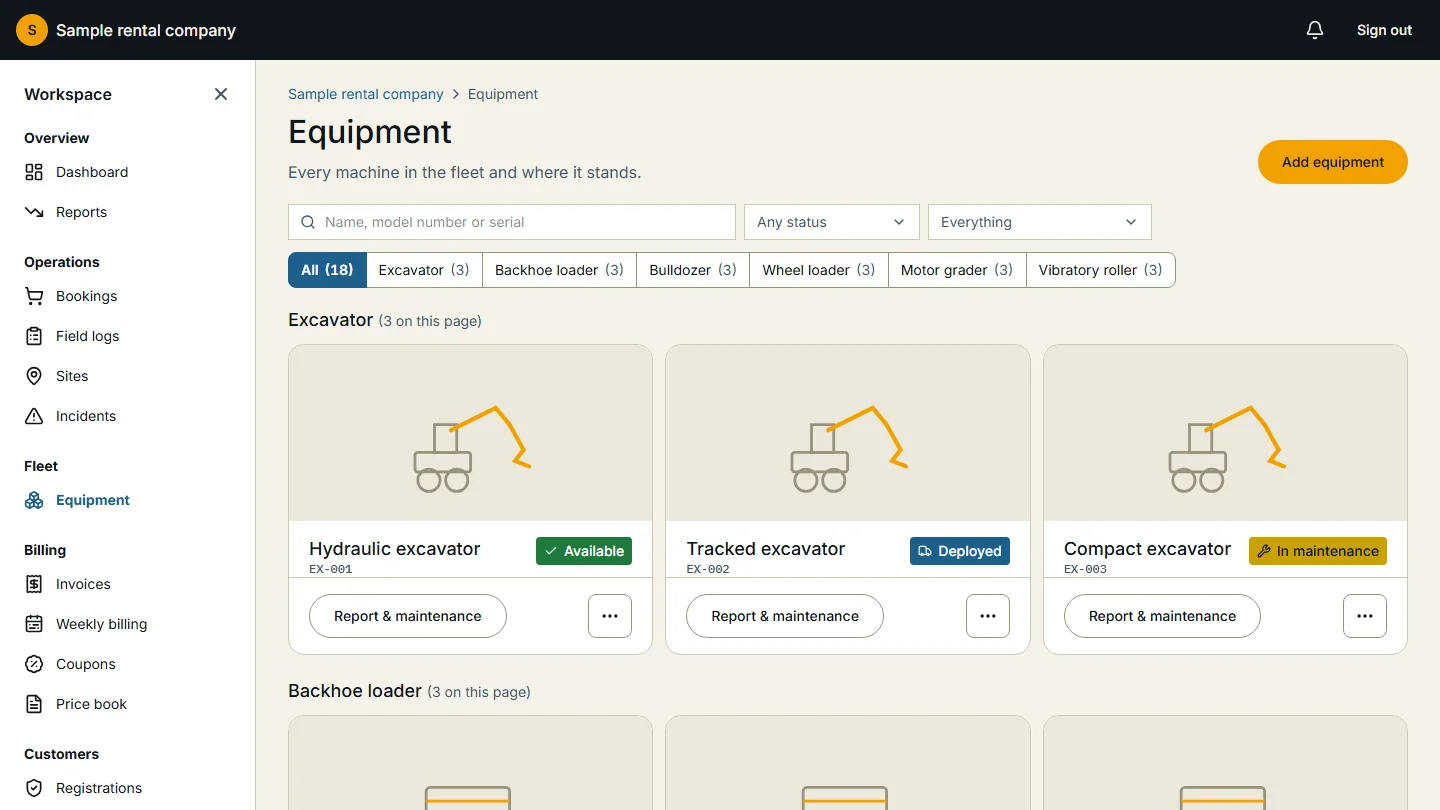 S Sample rental company
Sign out
Workspace
Overview
Dashboard
Reports
Operations
Bookings
Field logs
Sites
Incidents
Fleet
Equipment
Billing
Invoices
Weekly billing
Coupons
Price book
Customers
Registrations
Sample rental company > Equipment
Equipment
Every machine in the fleet and where it stands.
Add equipment
Name, model number or serial
Any status
Everything
All (18) Excavator (3) Backhoe loader (3) Bulldozer (3) Wheel loader (3) Motor grader (3) Vibratory roller (3)
Excavator (3 on this page)
Hydraulic excavator Available
EX-001
Report & maintenance
Tracked excavator Deployed
EX-002
Report & maintenance
Compact excavator In maintenance
EX-003
Report & maintenance
Backhoe loader (3 on this page)